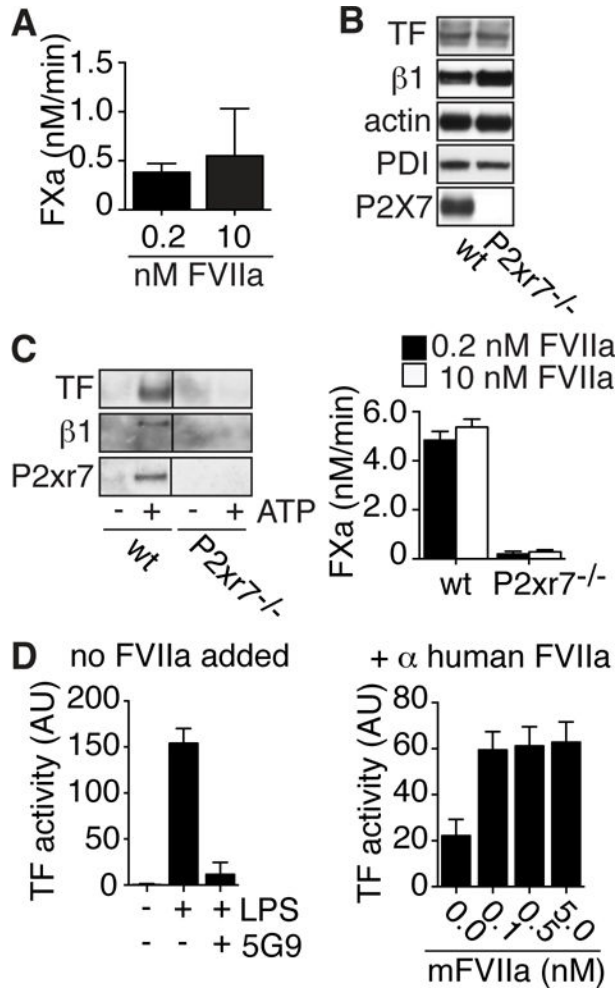 A
FXa (nM/min)
1.5
1.0
0.5
0
0.2 10
nM FVIIa
B
TF
β1
actin
PDI
P2X7
wt P2xr7-/-
C
TF
β1
P2xr7
- + - + ATP
wt P2xr7-/-
0.2 nM FVIIa
10 nM FVIIa
FXa (nM/min)
6.0
4.0
2.0
0
wt P2xr7-/-
D
no FVIIa added
TF activity (AU)
200
150
100
50
0
- + + LPS
- - + 5G9
+ α human FVIIa
TF activity (AU)
80
60
40
20
0
0.0 0.1 0.5 5.0
mFVIIa (nM)